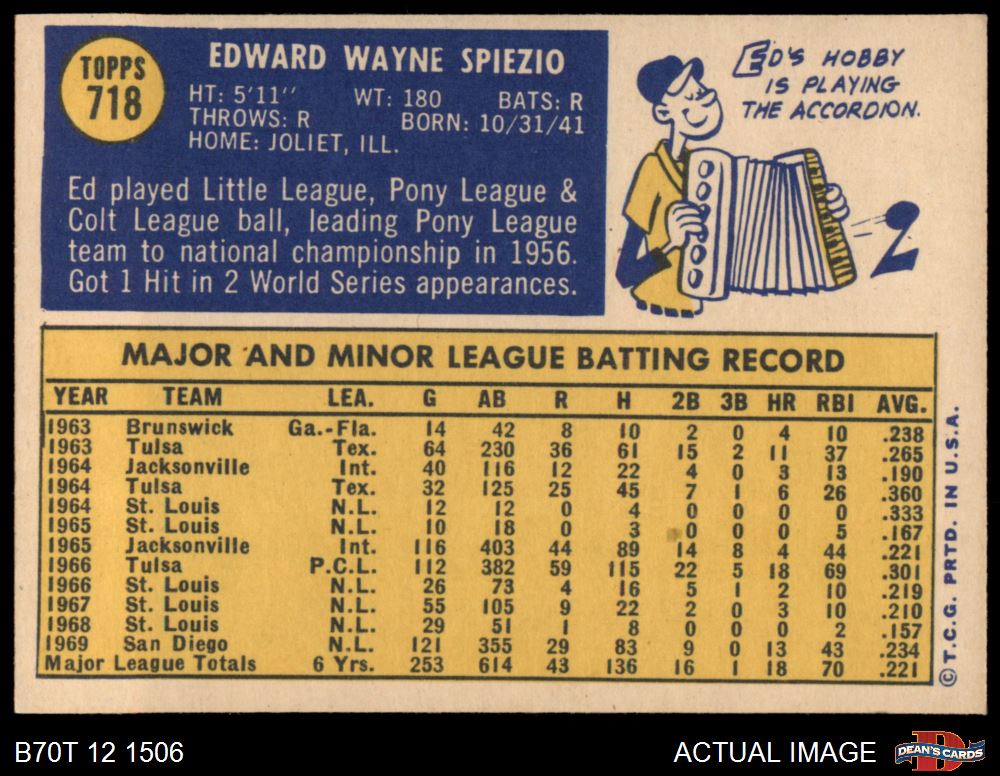 TOPPS
718
EDWARD WAYNE SPIEZIO
HT: 5'11" WT: 180 BATS: R
THROWS: R BORN: 10/31/41
HOME: JOLIET, ILL.
Ed played Little League, Pony League &
Colt League ball, leading Pony League
team to national championship in 1956.
Got 1 Hit in 2 World Series appearances.
ED'S HOBBY
IS PLAYING
THE ACCORDION.
MAJOR AND MINOR LEAGUE BATTING RECORD
YEAR TEAM LEA. G AB R H 2B 3B HR RBI AVG.
1963 Brunswick Ga.-Fla. 14 42 8 10 2 0 4 10 .238
1963 Tulsa Tex. 64 230 36 61 15 2 11 37 .265
1964 Jacksonville Int. 40 116 12 22 4 0 3 13 .190
1964 Tulsa Tex. 32 125 25 45 7 1 6 26 .360
1964 St. Louis N.L. 12 12 0 4 0 0 0 0 .333
1965 St. Louis N.L. 10 18 0 3 0 0 0 5 .167
1965 Jacksonville Int. 116 403 44 89 14 8 4 44 .221
1966 Tulsa P.C.L. 112 382 59 115 22 5 18 69 .301
1966 St. Louis N.L. 26 73 4 16 5 1 2 10 .219
1967 St. Louis N.L. 55 105 9 22 2 0 3 10 .210
1968 St. Louis N.L. 29 51 1 8 0 0 0 2 .157
1969 San Diego N.L. 121 355 29 83 9 0 13 43 .234
Major League Totals 6 Yrs. 253 614 43 136 16 1 18 70 .221
© T.C.G. PRTD. IN U.S.A.
B70T 12 1506
ACTUAL IMAGE
D
DEAN'S CARDS